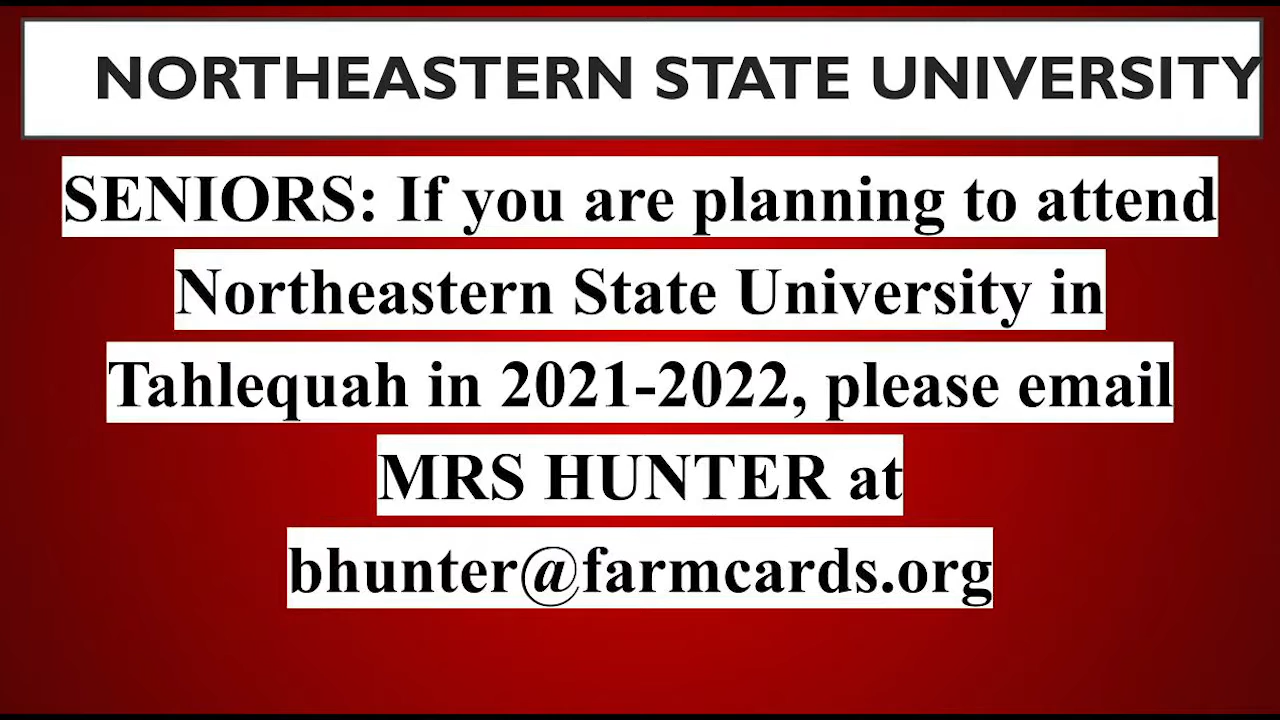 NORTHEASTERN STATE UNIVERSITY
SENIORS: If you are planning to attend
Northeastern State University in
Tahlequah in 2021-2022, please email
MRS HUNTER at
bhunter@farmcards.org